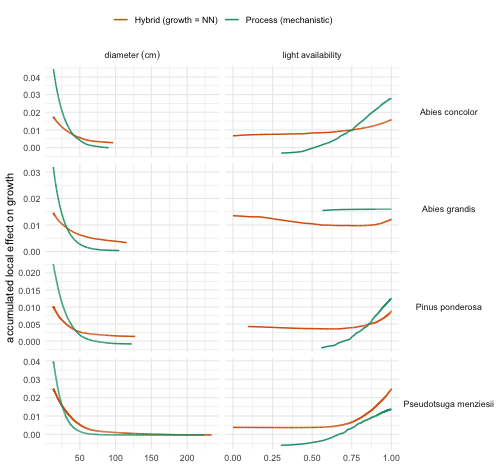 Hybrid (growth = NN) Process (mechanistic)
diameter (cm) light availability
accumulated local effect on growth
0.04
0.03
0.02
0.01
0.00
Abies concolor
0.03
0.02
0.01
0.00
Abies grandis
0.020
0.015
0.010
0.005
0.000
Pinus ponderosa
0.04
0.03
0.02
0.01
0.00
Pseudotsuga menziesii
50 100 150 200 0.00 0.25 0.50 0.75 1.00